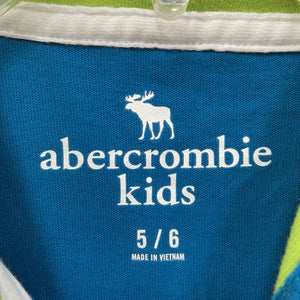 abercrombie
kids
5 / 6
MADE IN VIETNAM